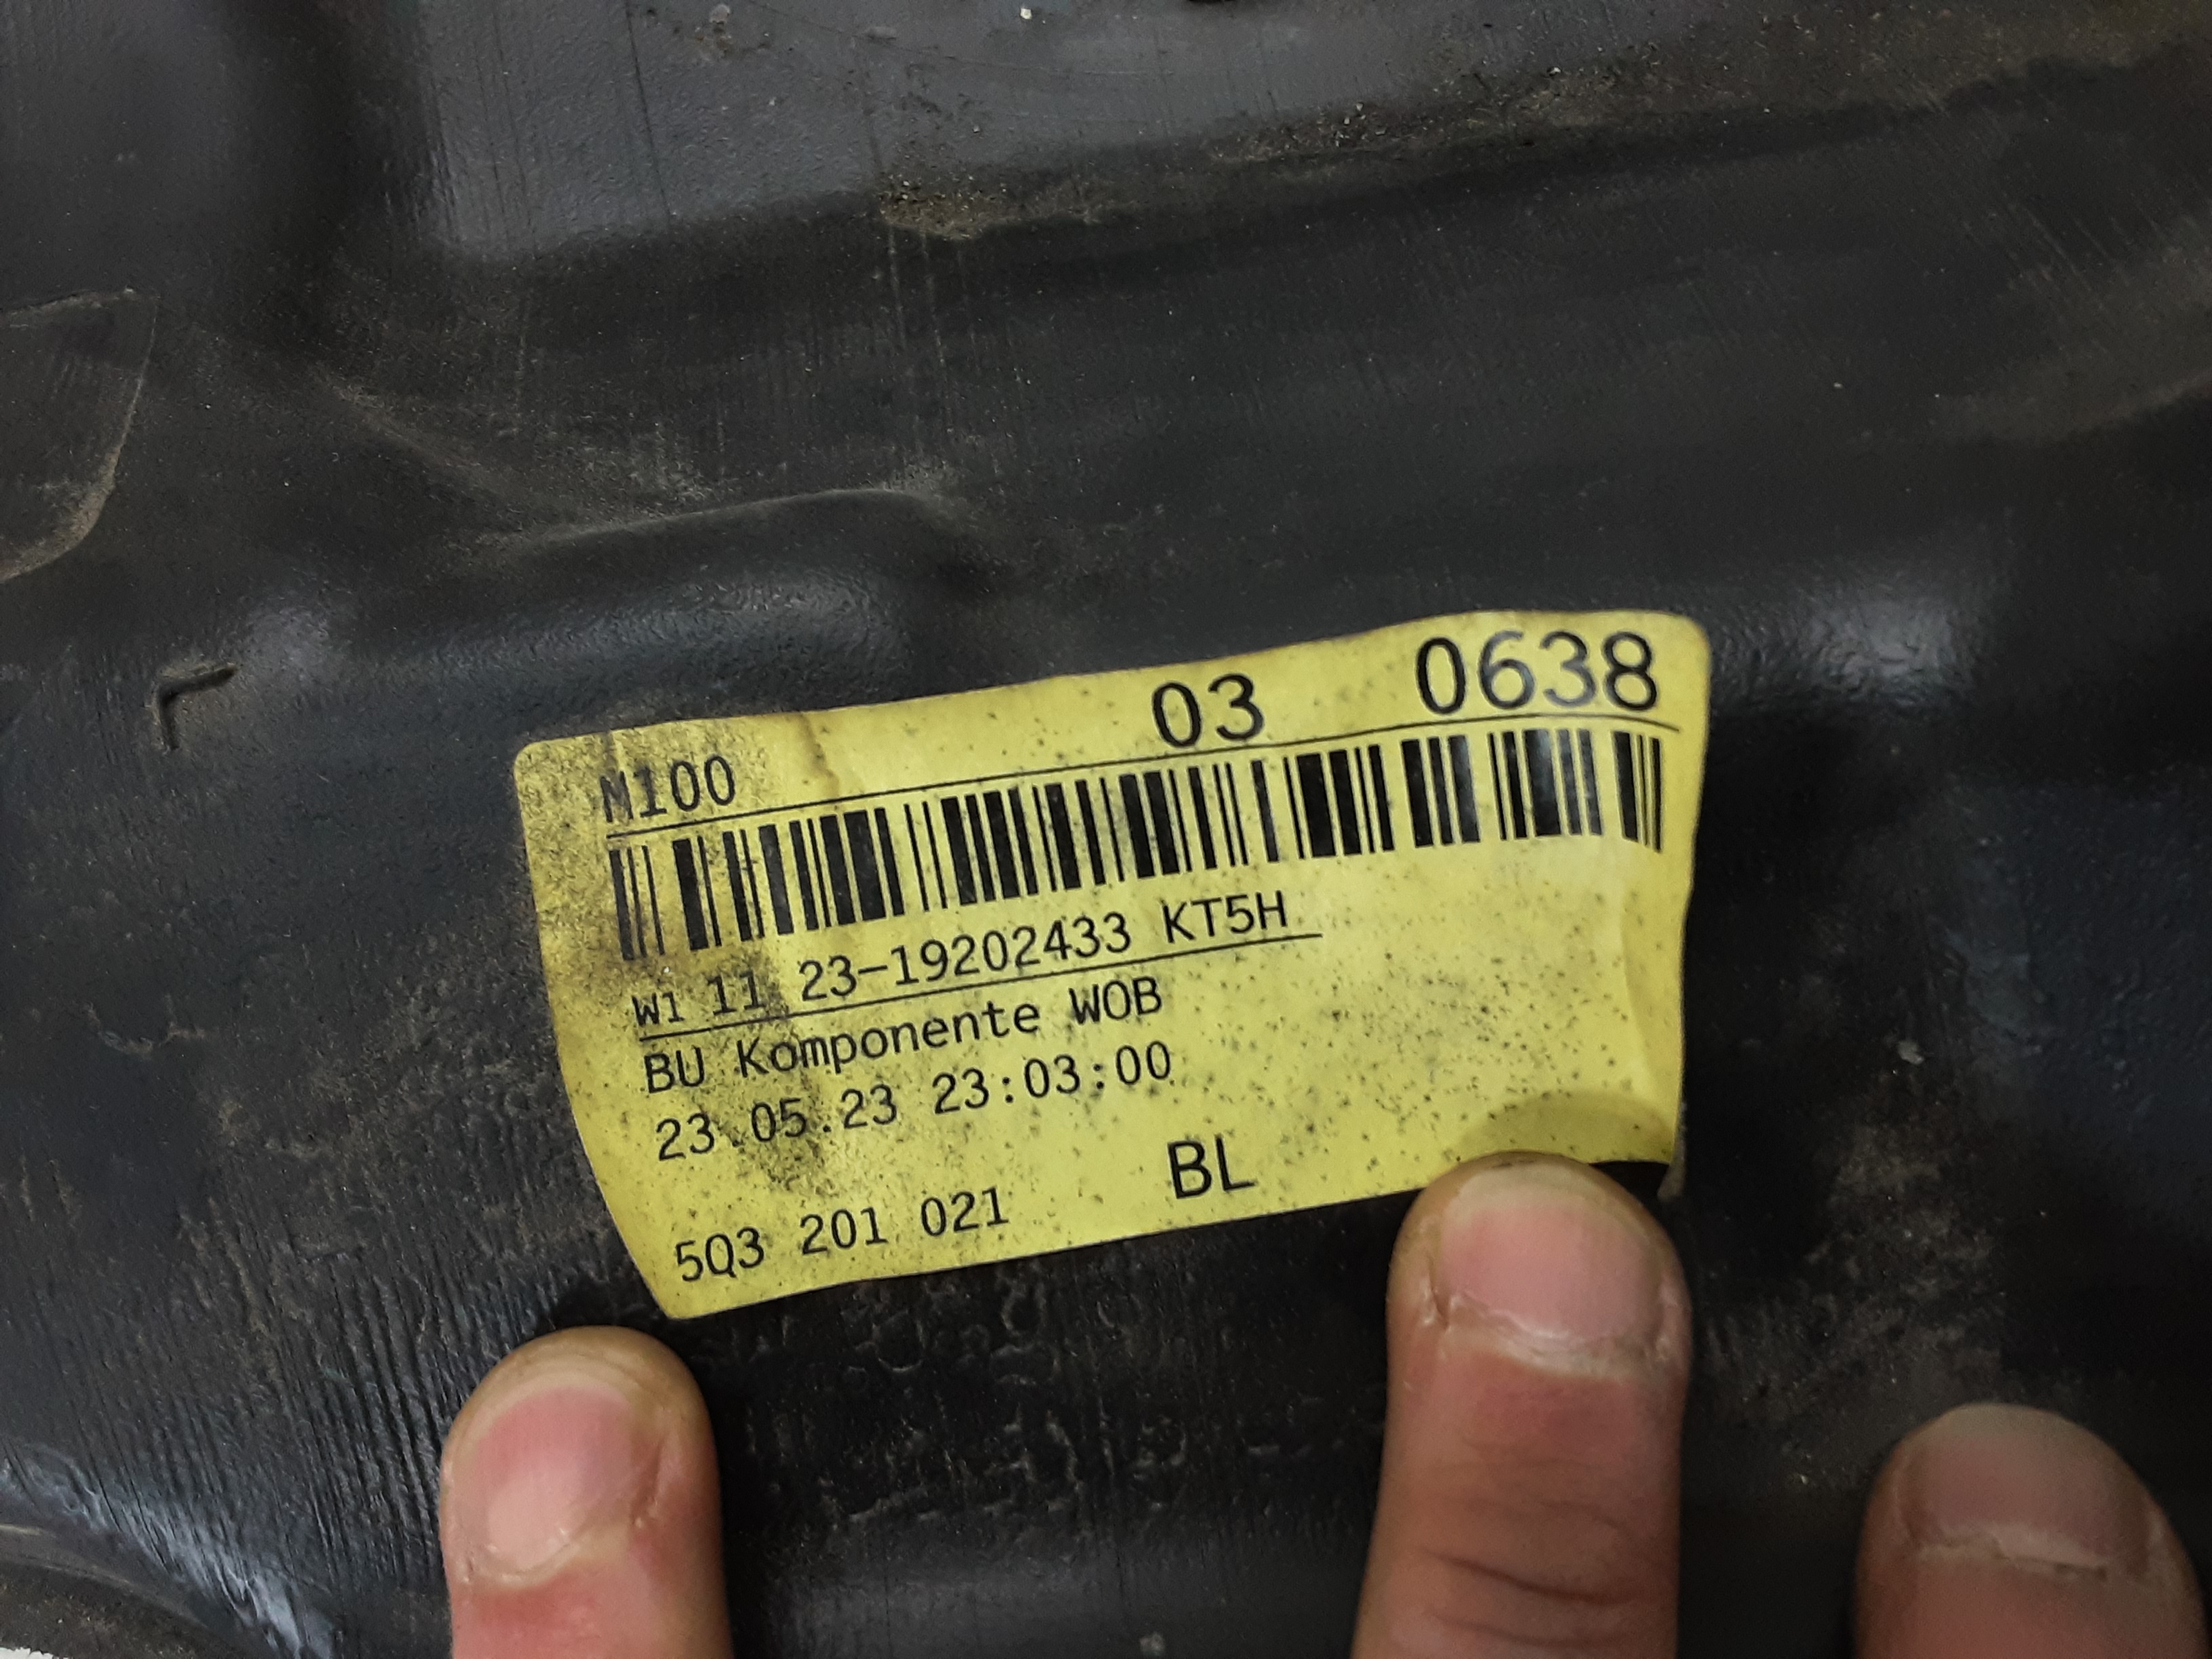 M100 03 0638
W1 11 23-19202433 KT5H
BU Komponente WOB
23.05.23 23:03:00
5Q3 201 021 BL